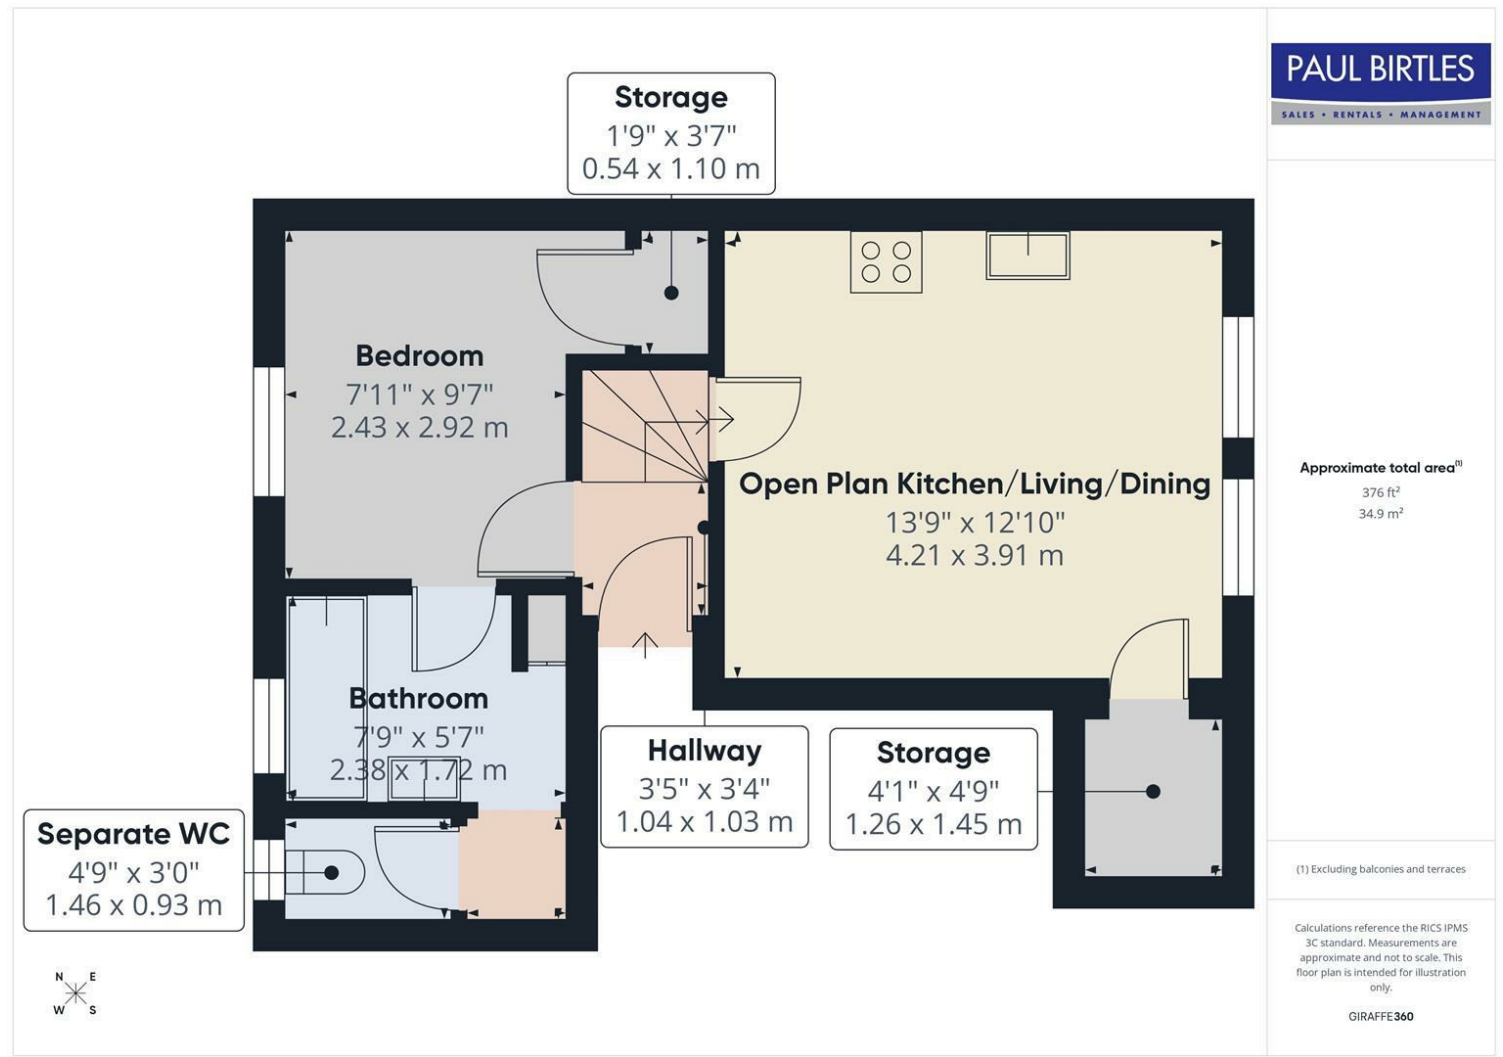 PAUL BIRTLES
SALES • RENTALS • MANAGEMENT
Storage
1'9" x 3'7"
0.54 x 1.10 m
Bedroom
7'11" x 9'7"
2.43 x 2.92 m
Open Plan Kitchen/Living/Dining
13'9" x 12'10"
4.21 x 3.91 m
Bathroom
7'9" x 5'7"
2.38 x 1.72 m
Hallway
3'5" x 3'4"
1.04 x 1.03 m
Storage
4'1" x 4'9"
1.26 x 1.45 m
Separate WC
4'9" x 3'0"
1.46 x 0.93 m
N E
W S
Approximate total area(1)
376 ft²
34.9 m²
(1) Excluding balconies and terraces
Calculations reference the RICS IPMS
3C standard. Measurements are
approximate and not to scale. This
floor plan is intended for illustration
only.
GIRAFFE360